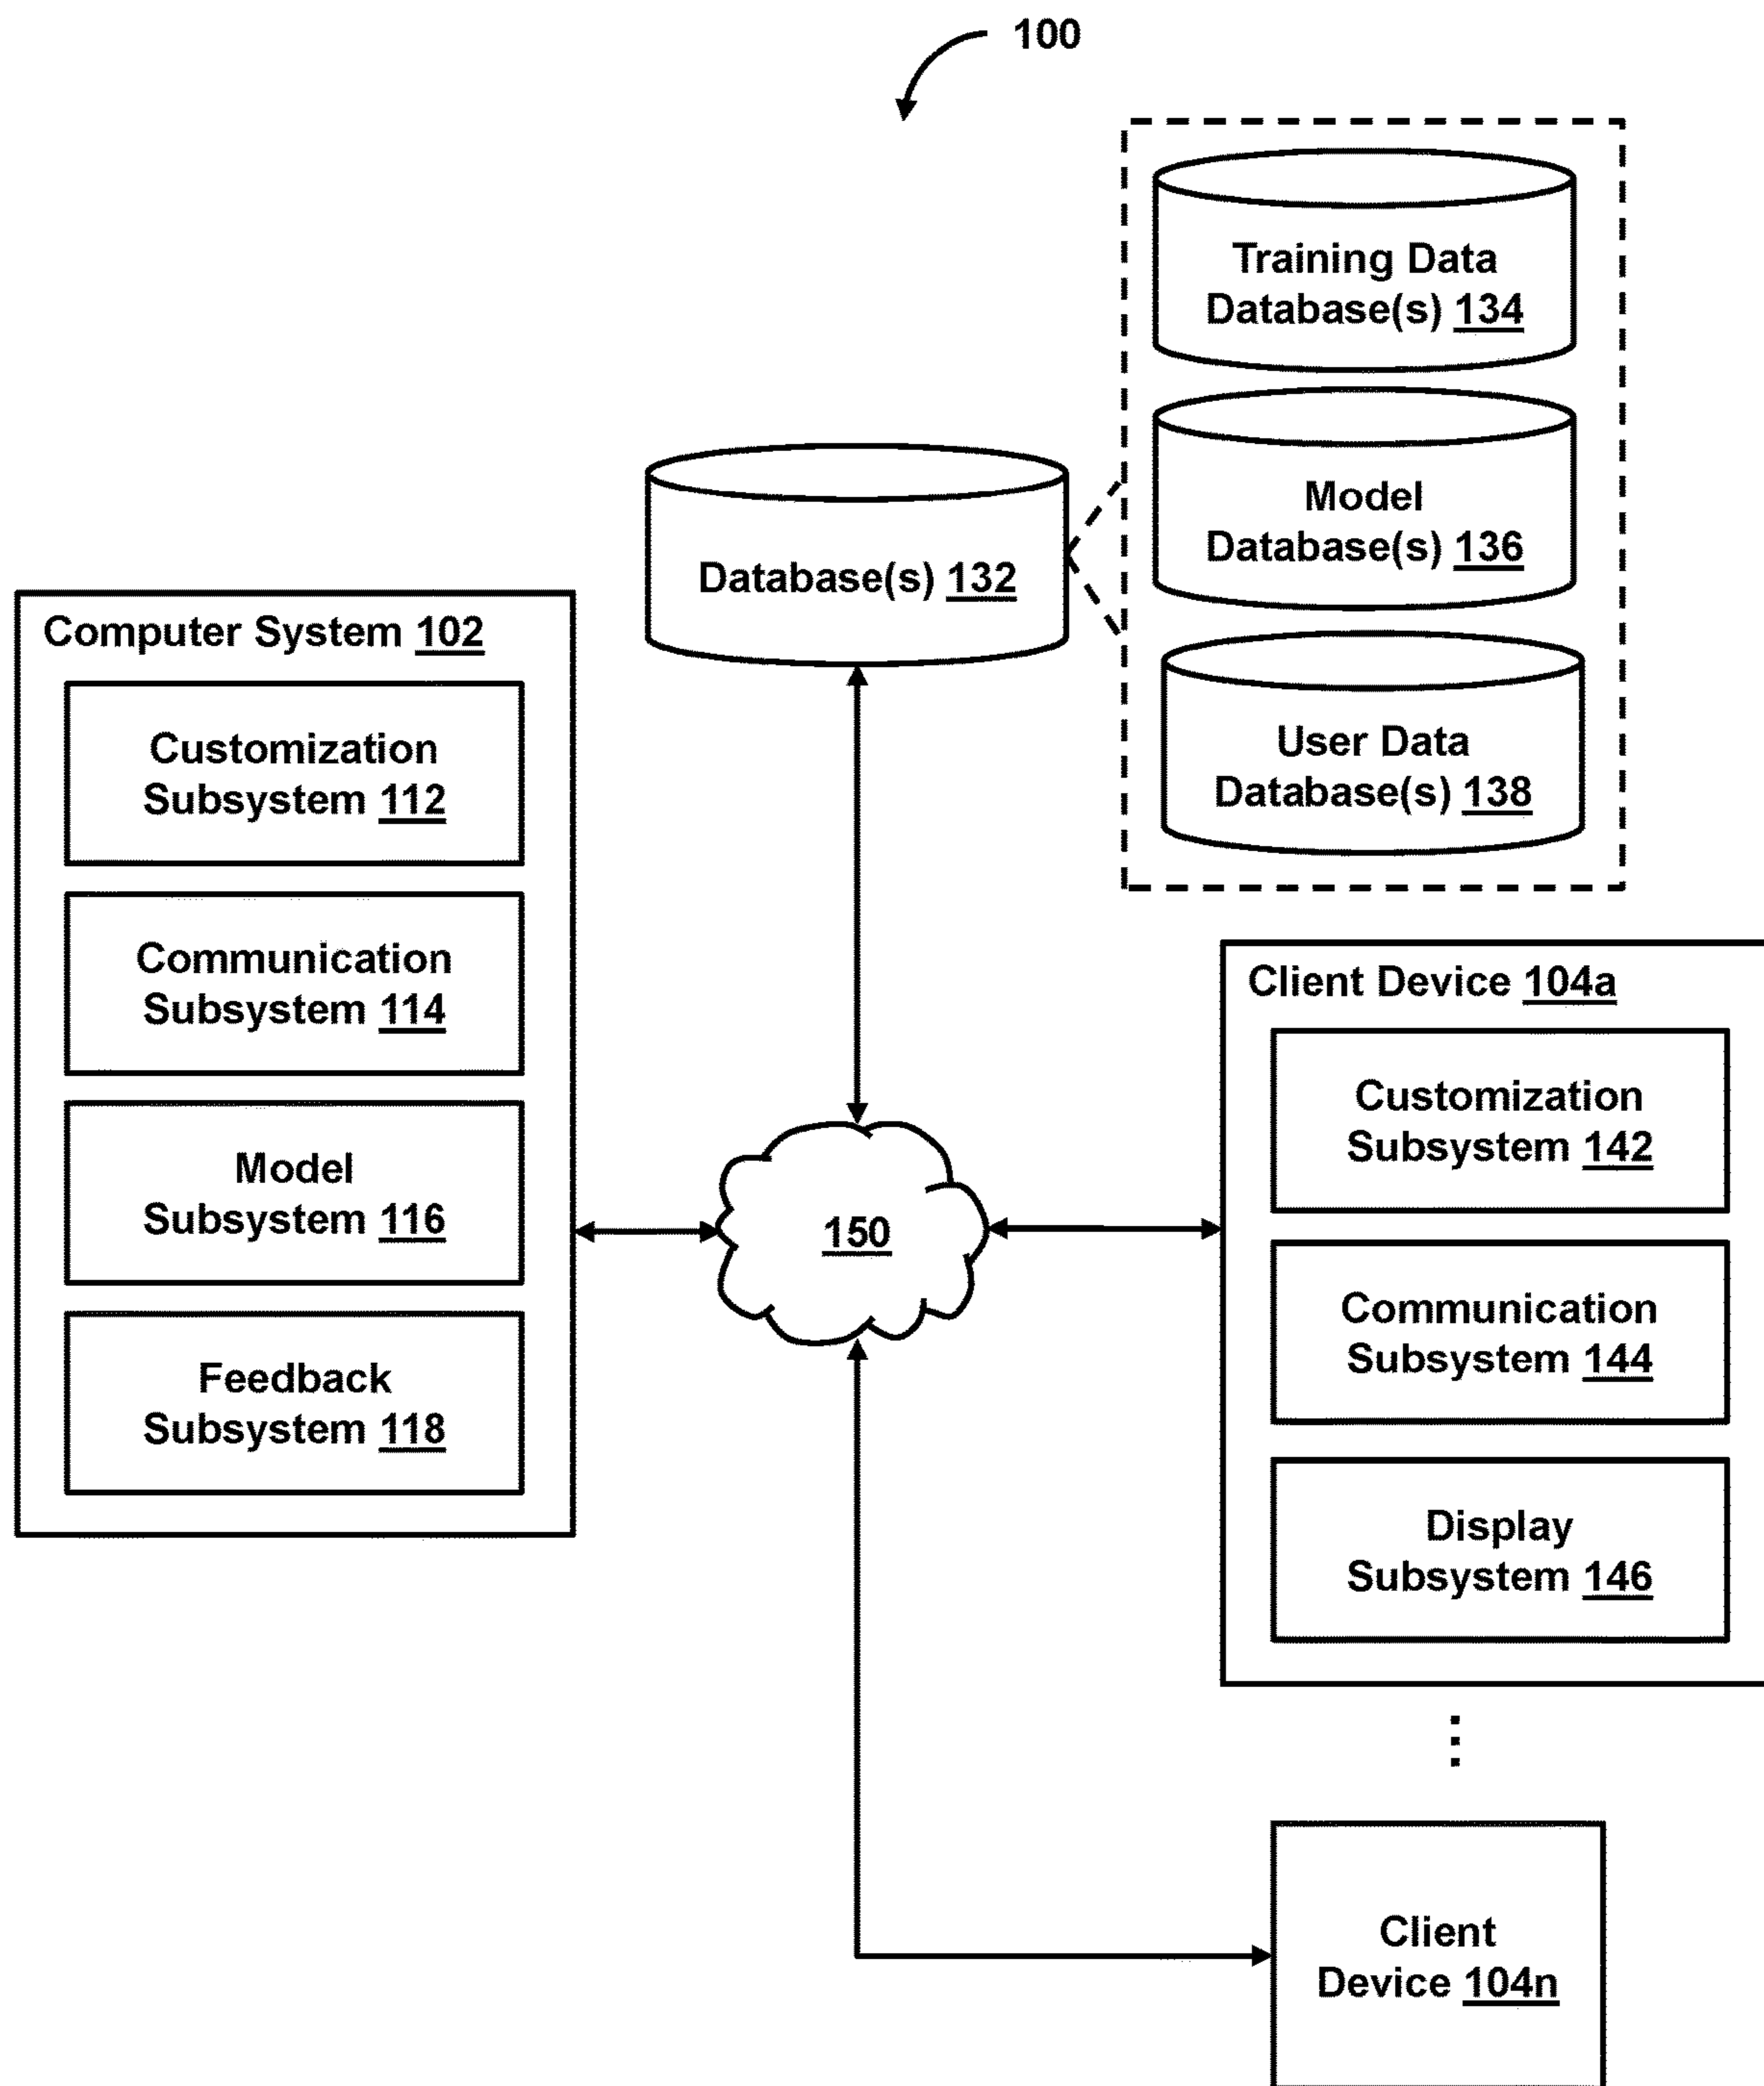 100
Training Data
Database(s) 134
Model
Database(s) 136
User Data
Database(s) 138
Database(s) 132
Computer System 102
Customization
Subsystem 112
Communication
Subsystem 114
Model
Subsystem 116
Feedback
Subsystem 118
150
Client Device 104a
Customization
Subsystem 142
Communication
Subsystem 144
Display
Subsystem 146
Client
Device 104n